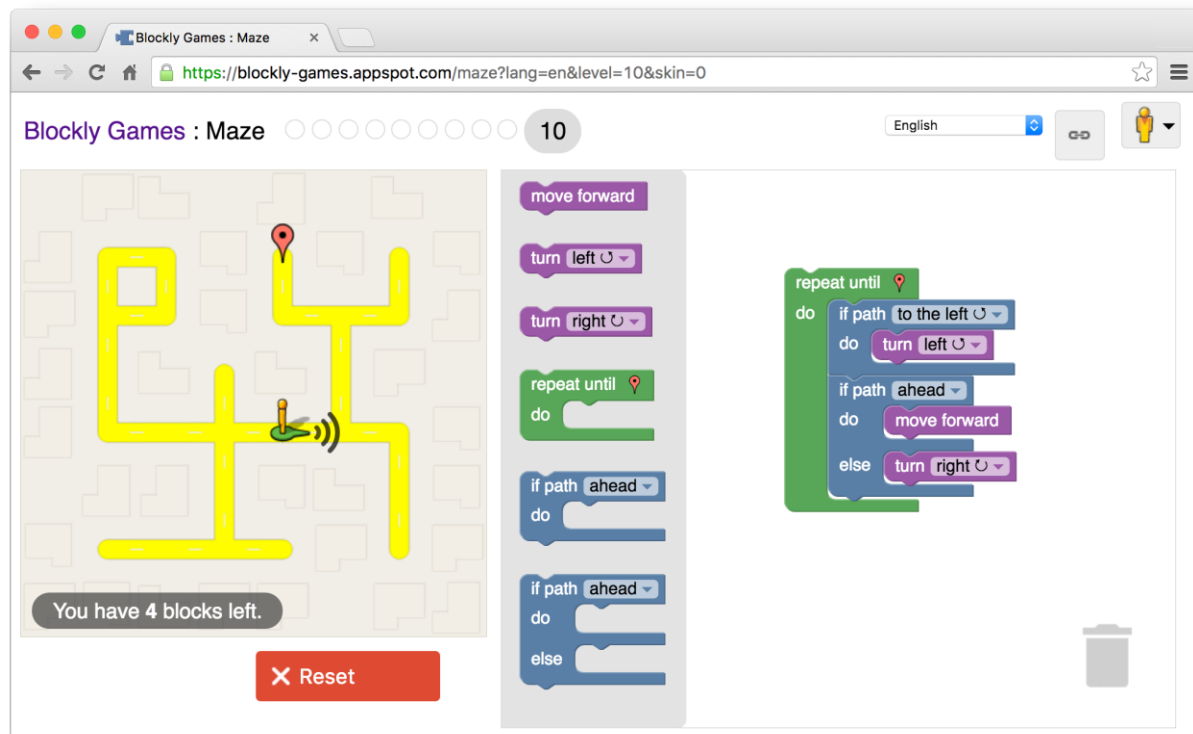 Blockly Games : Maze
https://blockly-games.appspot.com/maze?lang=en&level=10&skin=0
Blockly Games : Maze 10
English
move forward
turn left
turn right
repeat until
do
if path ahead
do
if path ahead
do
else
repeat until
do if path to the left
do turn left
if path ahead
do move forward
else turn right
You have 4 blocks left.
Reset